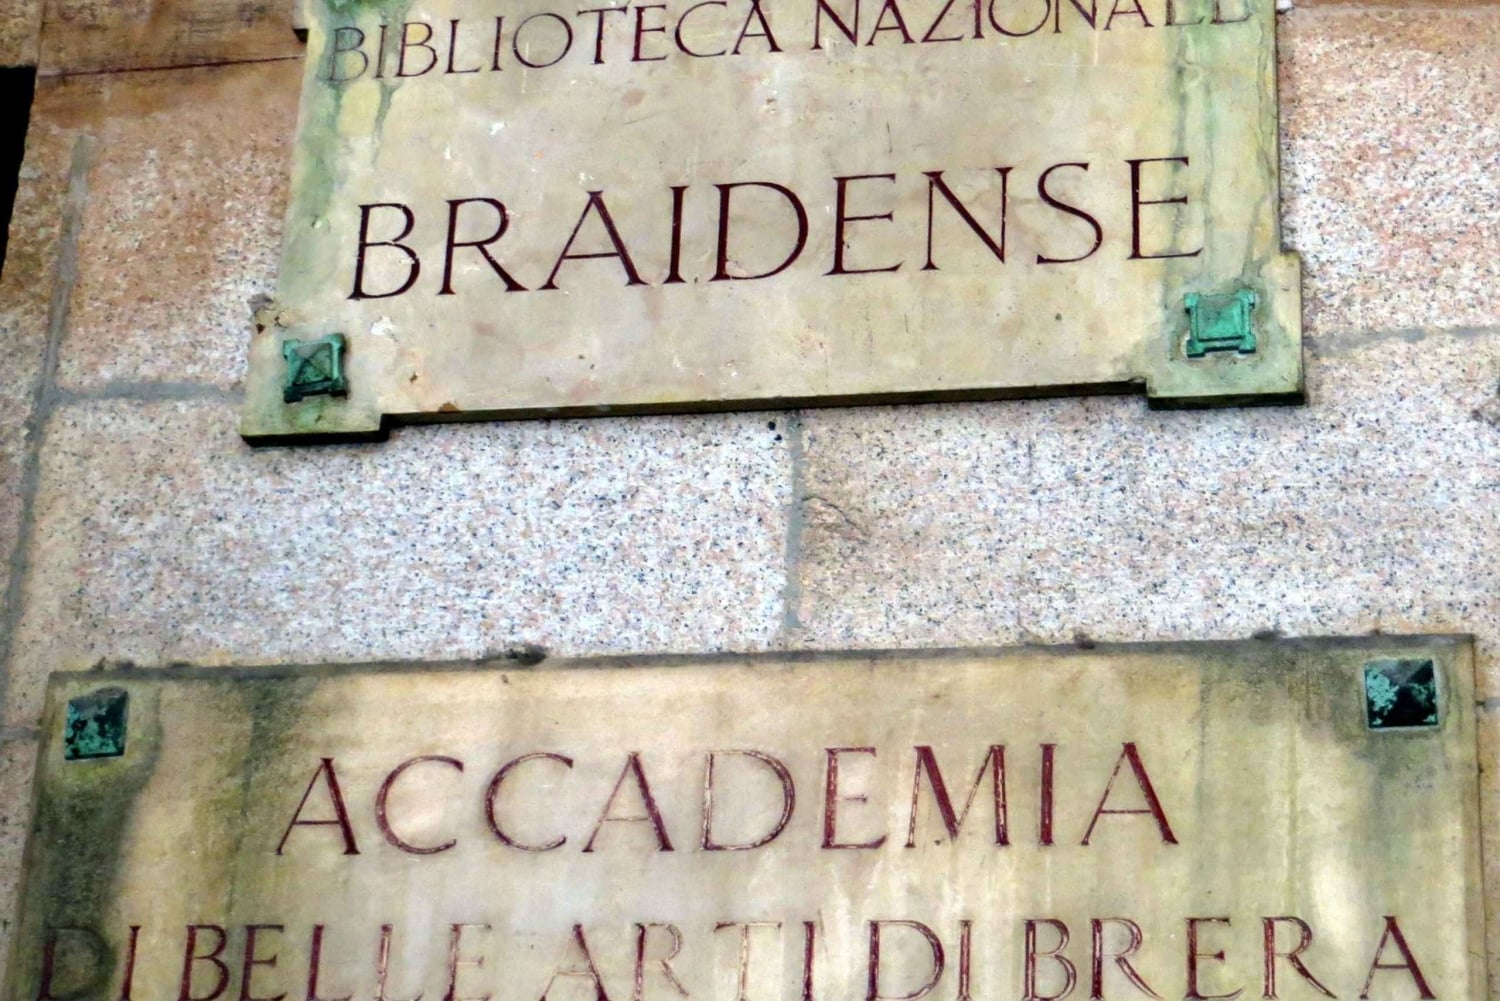 BIBLIOTECA NAZIONALE
BRAIDENSE
ACCADEMIA
DI BELLE ARTI DI BRERA